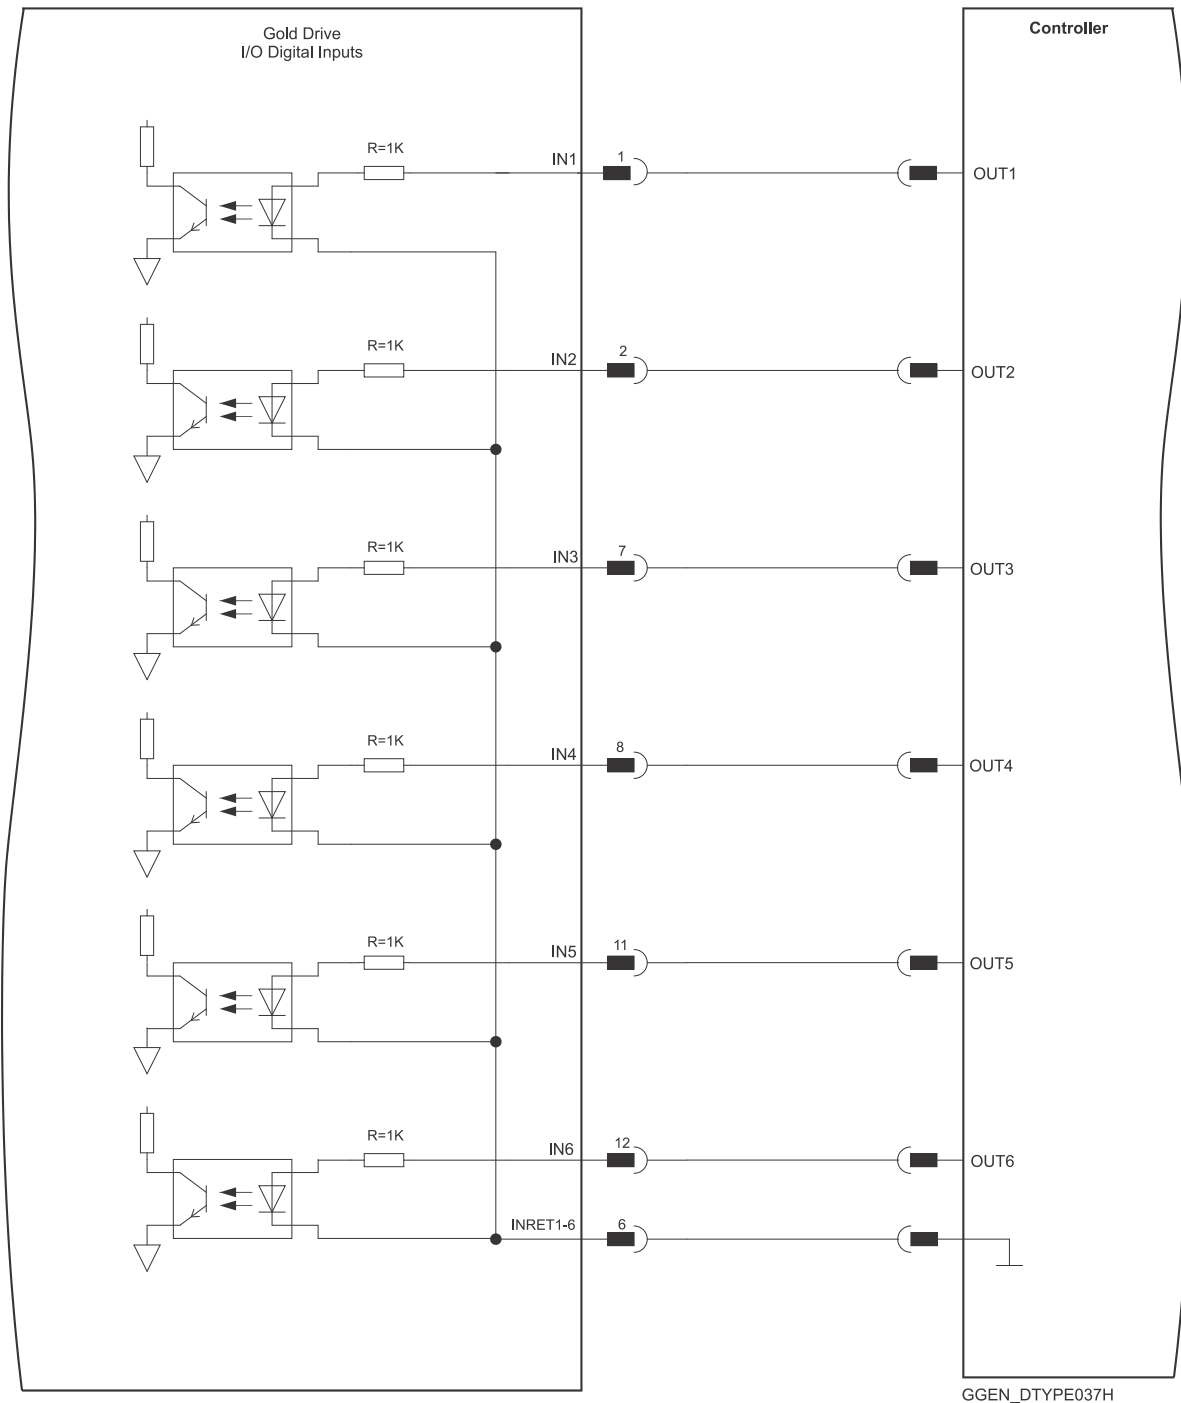 Gold Drive
I/O Digital Inputs
Controller
R=1K
IN1
1
OUT1
R=1K
IN2
2
OUT2
R=1K
IN3
7
OUT3
R=1K
IN4
8
OUT4
R=1K
IN5
11
OUT5
R=1K
IN6
12
OUT6
INRET1-6
6
GGEN_DTYPE037H